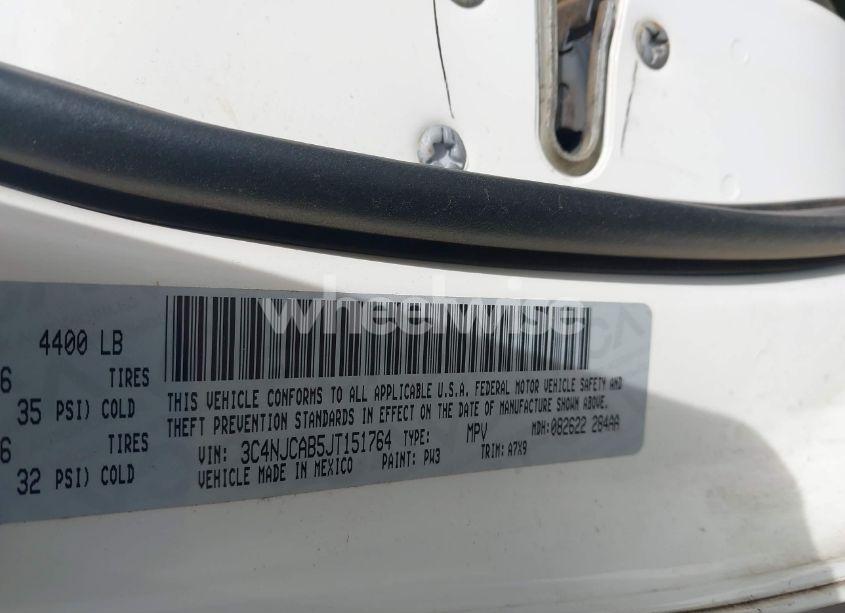 4400 LB
6 TIRES
35 PSI) COLD
6 TIRES
32 PSI) COLD
wheelwise
THIS VEHICLE CONFORMS TO ALL APPLICABLE U.S.A. FEDERAL MOTOR VEHICLE SAFETY AND
THEFT PREVENTION STANDARDS IN EFFECT ON THE DATE OF MANUFACTURE SHOWN ABOVE.
VIN: 3C4NJCAB5JT151764 TYPE: MPV MDH: 082622 284AA
VEHICLE MADE IN MEXICO PAINT: PW3 TRIM: A7X9